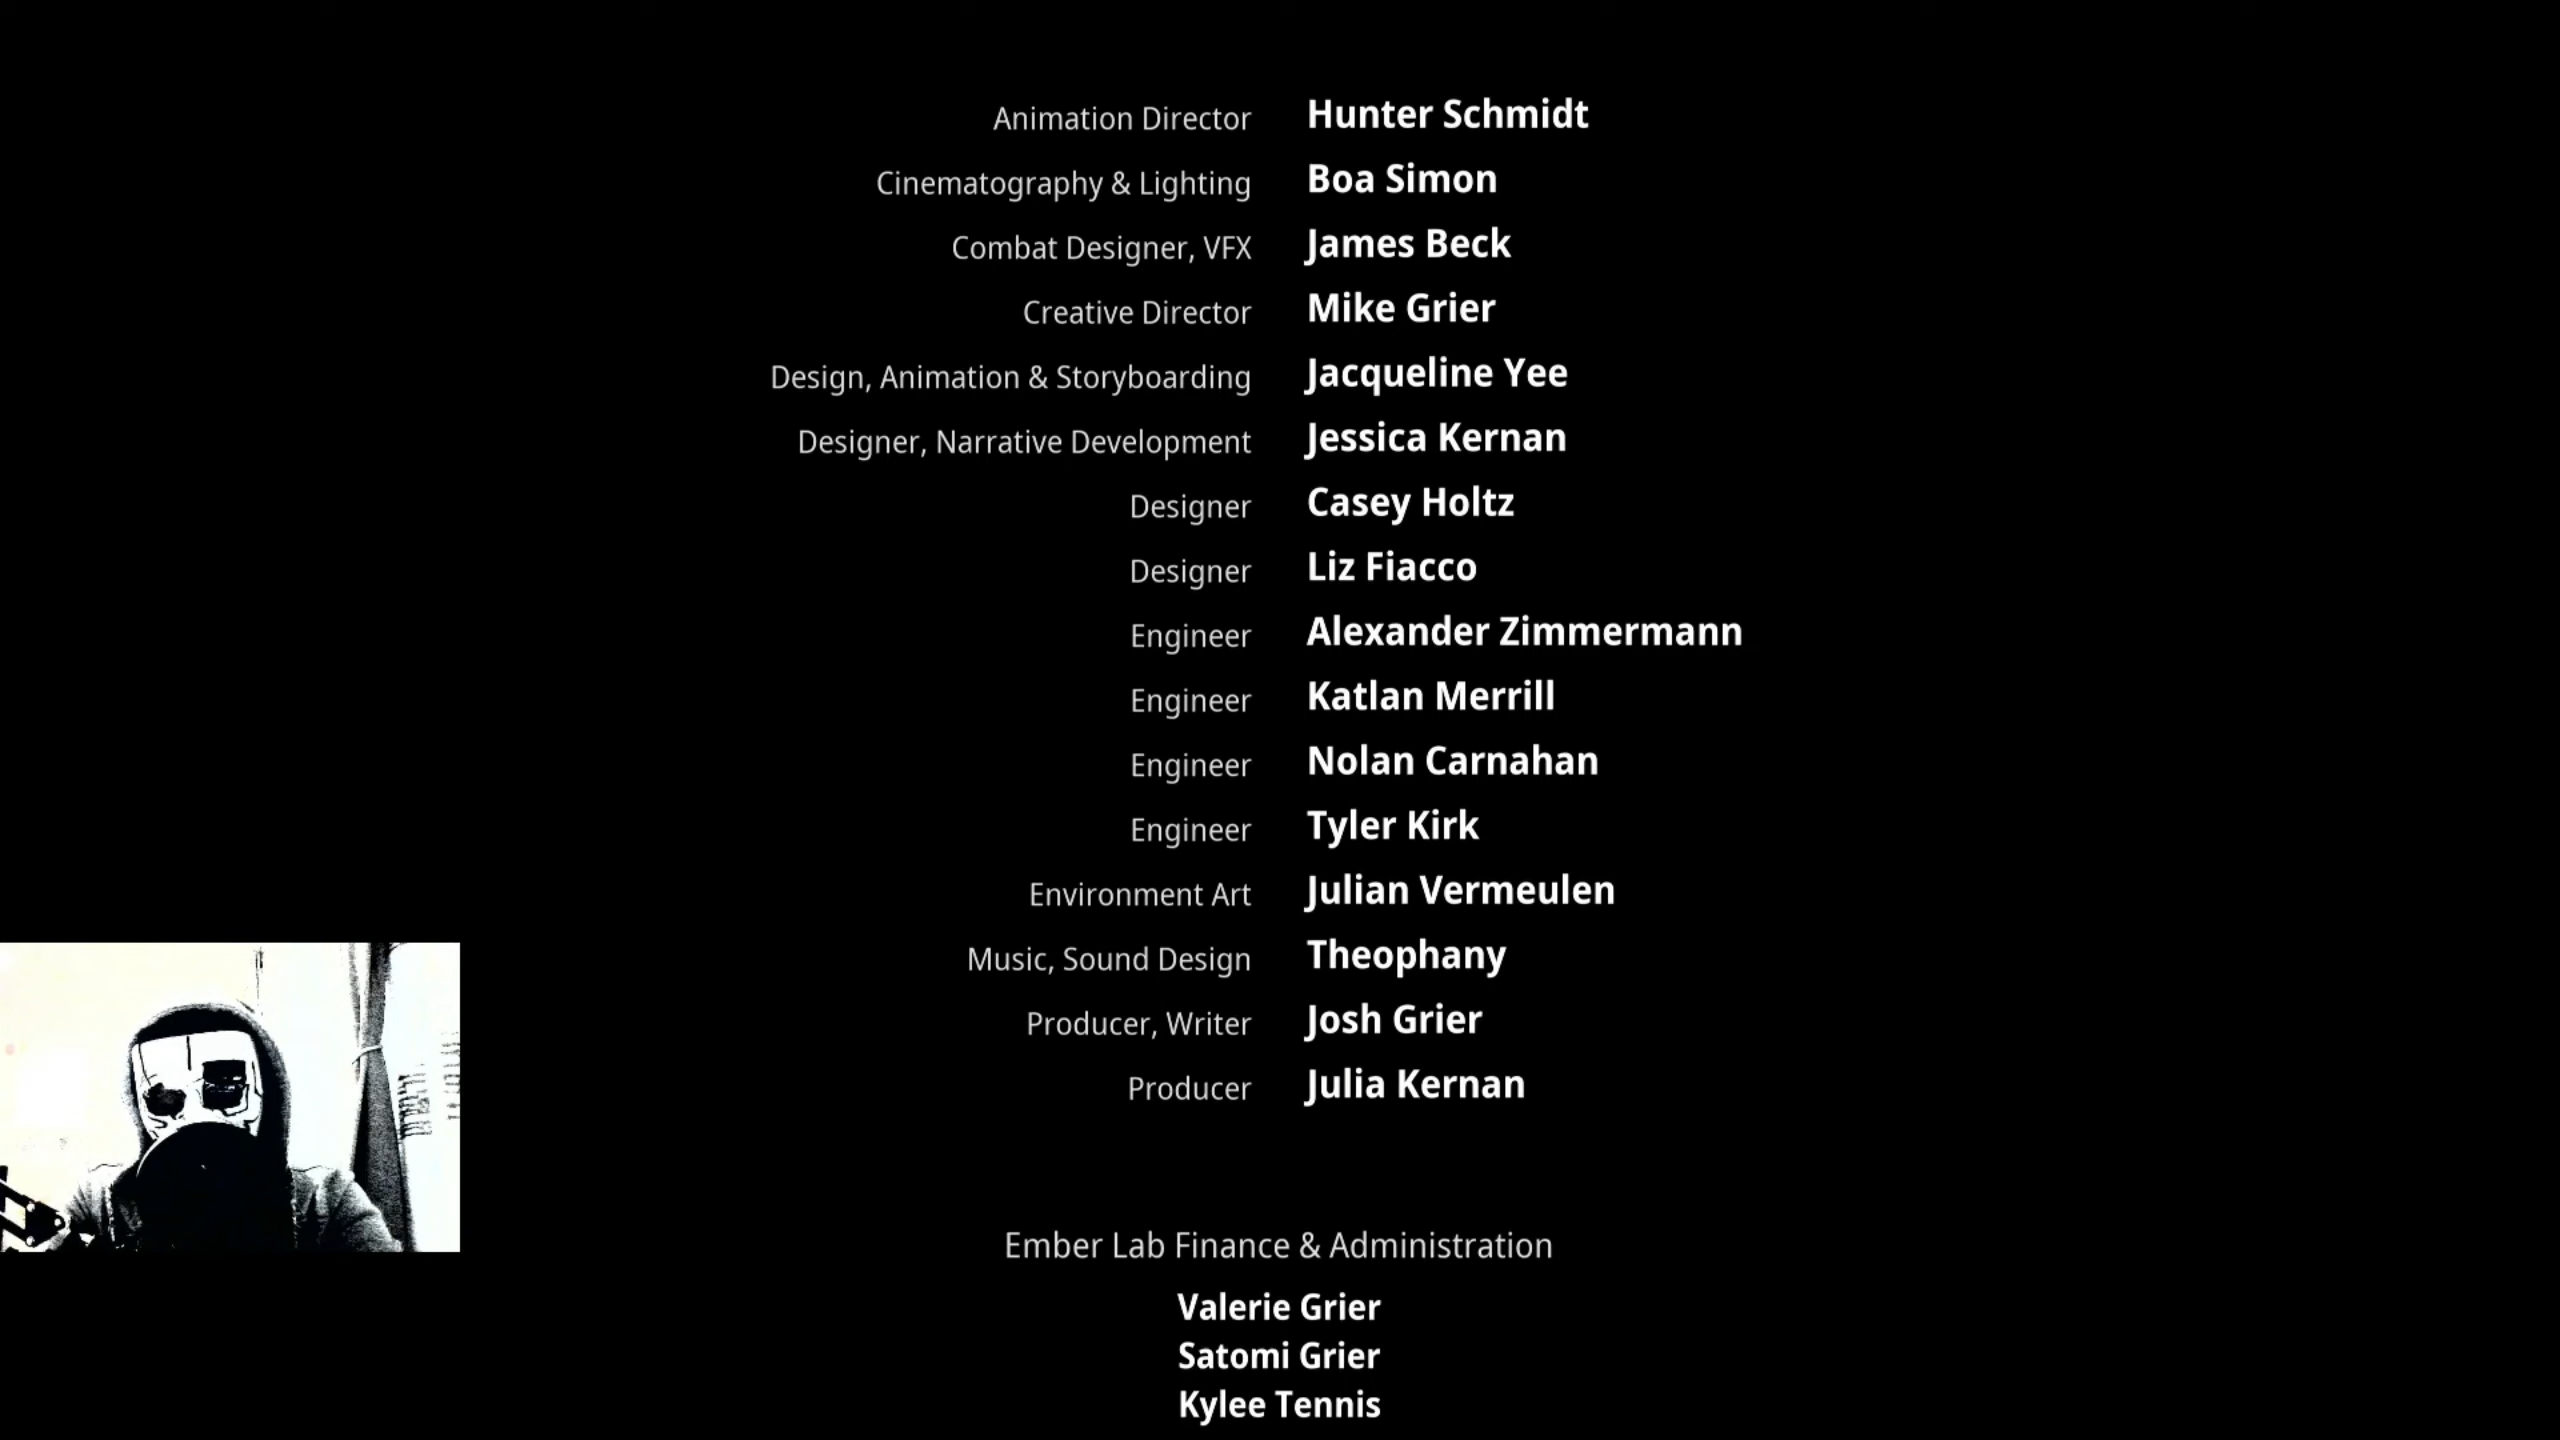 Animation Director Hunter Schmidt
Cinematography & Lighting Boa Simon
Combat Designer, VFX James Beck
Creative Director Mike Grier
Design, Animation & Storyboarding Jacqueline Yee
Designer, Narrative Development Jessica Kernan
Designer Casey Holtz
Designer Liz Fiacco
Engineer Alexander Zimmermann
Engineer Katlan Merrill
Engineer Nolan Carnahan
Engineer Tyler Kirk
Environment Art Julian Vermeulen
Music, Sound Design Theophany
Producer, Writer Josh Grier
Producer Julia Kernan
Ember Lab Finance & Administration
Valerie Grier
Satomi Grier
Kylee Tennis